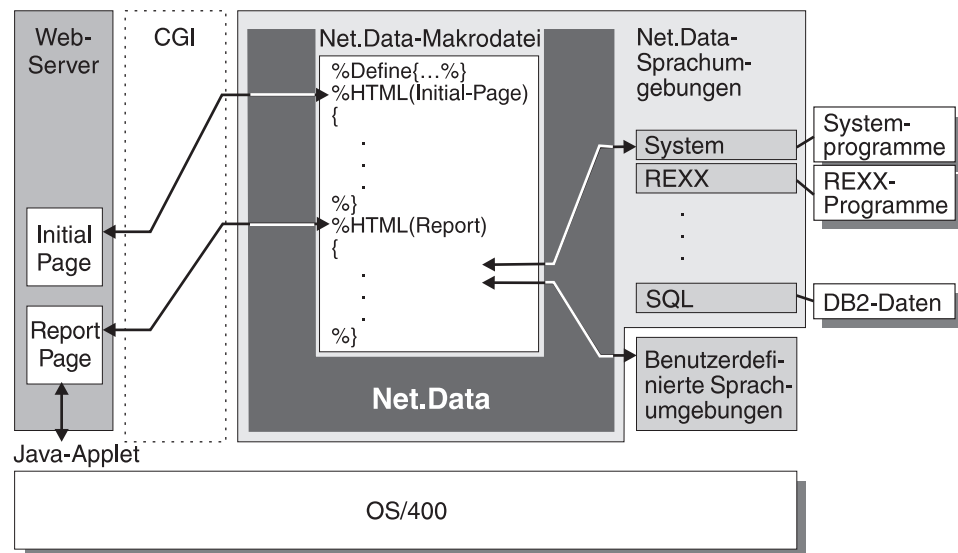 Web-
Server
CGI
Net.Data-Makrodatei
%Define{...%}
%HTML(Initial-Page)
{
.
.
.
%}
%HTML(Report)
{
.
.
.
%}
Net.Data
Net.Data-
Sprachum-
gebungen
System
REXX
.
.
.
SQL
Benutzerdefi-
nierte Sprach-
umgebungen
System-
programme
REXX-
Programme
DB2-Daten
Initial
Page
Report
Page
Java-Applet
OS/400